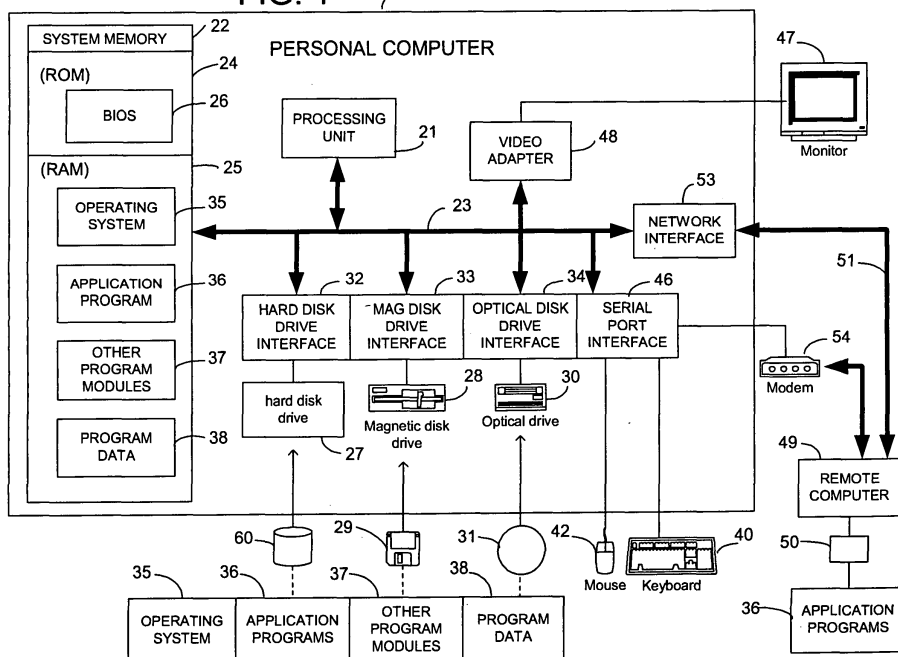 FIG. 1
SYSTEM MEMORY
22
PERSONAL COMPUTER
47
24
(ROM)
26
BIOS
PROCESSING
UNIT
21
VIDEO
ADAPTER
48
Monitor
(RAM)
25
53
OPERATING
SYSTEM
35
23
NETWORK
INTERFACE
51
APPLICATION
PROGRAM
36
32
33
34
46
HARD DISK
DRIVE
INTERFACE
MAG DISK
DRIVE
INTERFACE
OPTICAL DISK
DRIVE
INTERFACE
SERIAL
PORT
INTERFACE
54
Modem
OTHER
PROGRAM
MODULES
37
hard disk
drive
27
28
Magnetic disk
drive
30
Optical drive
PROGRAM
DATA
38
49
REMOTE
COMPUTER
60
29
31
42
Mouse
40
Keyboard
50
35
36
37
38
OPERATING
SYSTEM
APPLICATION
PROGRAMS
OTHER
PROGRAM
MODULES
PROGRAM
DATA
36
APPLICATION
PROGRAMS